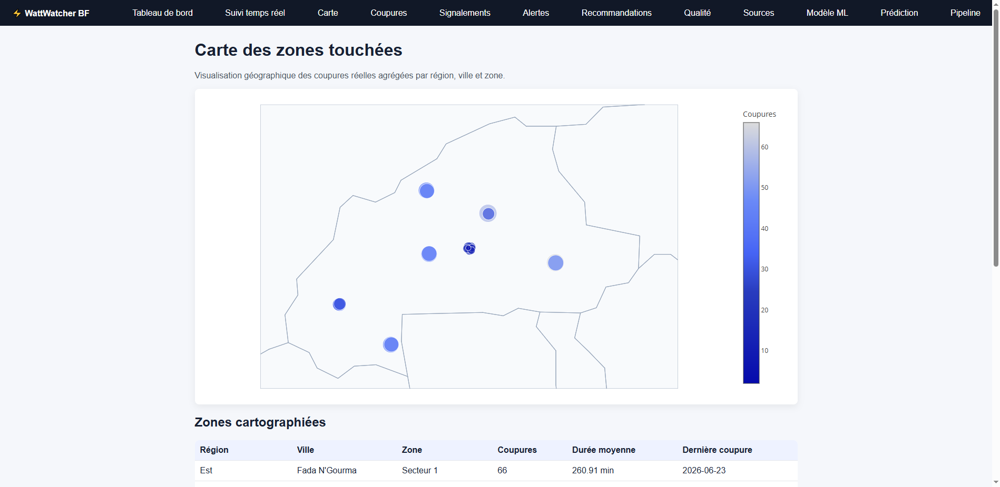 ⚡ WattWatcher BF Tableau de bord Suivi temps réel Carte Coupures Signalements Alertes Recommandations Qualité Sources Modèle ML Prédiction Pipeline
Carte des zones touchées
Visualisation géographique des coupures réelles agrégées par région, ville et zone.
Coupures
60
50
40
30
20
10
Zones cartographiées
Région Ville Zone Coupures Durée moyenne Dernière coupure
Est Fada N'Gourma Secteur 1 66 260.91 min 2026-06-23